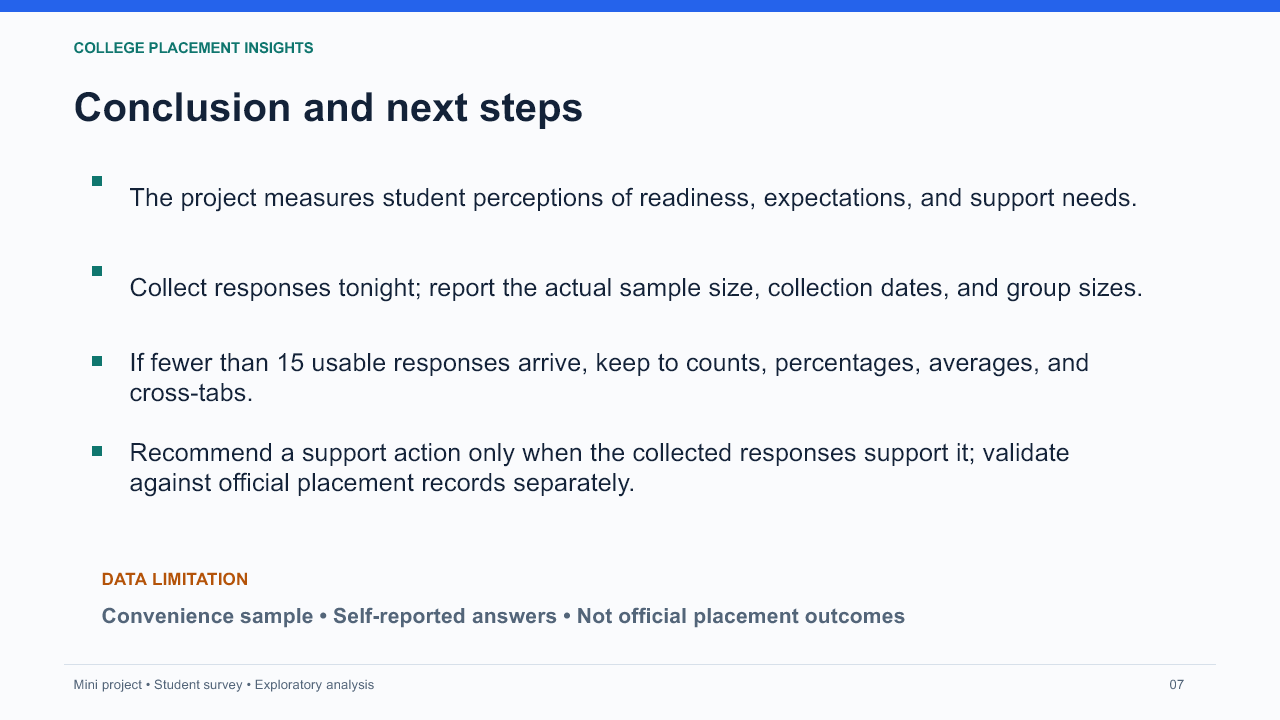 COLLEGE PLACEMENT INSIGHTS
Conclusion and next steps
The project measures student perceptions of readiness, expectations, and support needs.
Collect responses tonight; report the actual sample size, collection dates, and group sizes.
If fewer than 15 usable responses arrive, keep to counts, percentages, averages, and
cross-tabs.
Recommend a support action only when the collected responses support it; validate
against official placement records separately.
DATA LIMITATION
Convenience sample • Self-reported answers • Not official placement outcomes
Mini project • Student survey • Exploratory analysis
07